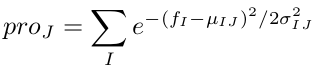 pro_J = \sum_I e^{-(f_I - \mu_{IJ})^2 / 2\sigma_{IJ}^2}